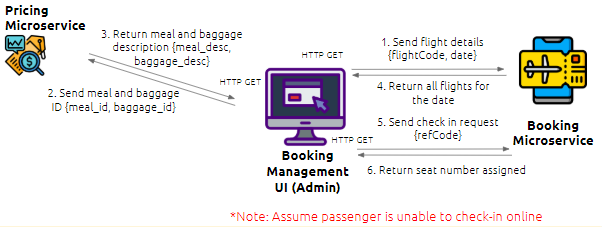 Pricing
Microservice
3. Return meal and baggage
description {meal_desc,
baggage_desc}
HTTP GET
2. Send meal and baggage
ID {meal_id, baggage_id}
HTTP GET
1. Send flight details
{flightCode, date}
4. Return all flights for
the date
5. Send check in request
{refCode}
HTTP GET
6. Return seat number assigned
Booking
Management
UI (Admin)
Booking
Microservice
*Note: Assume passenger is unable to check-in online